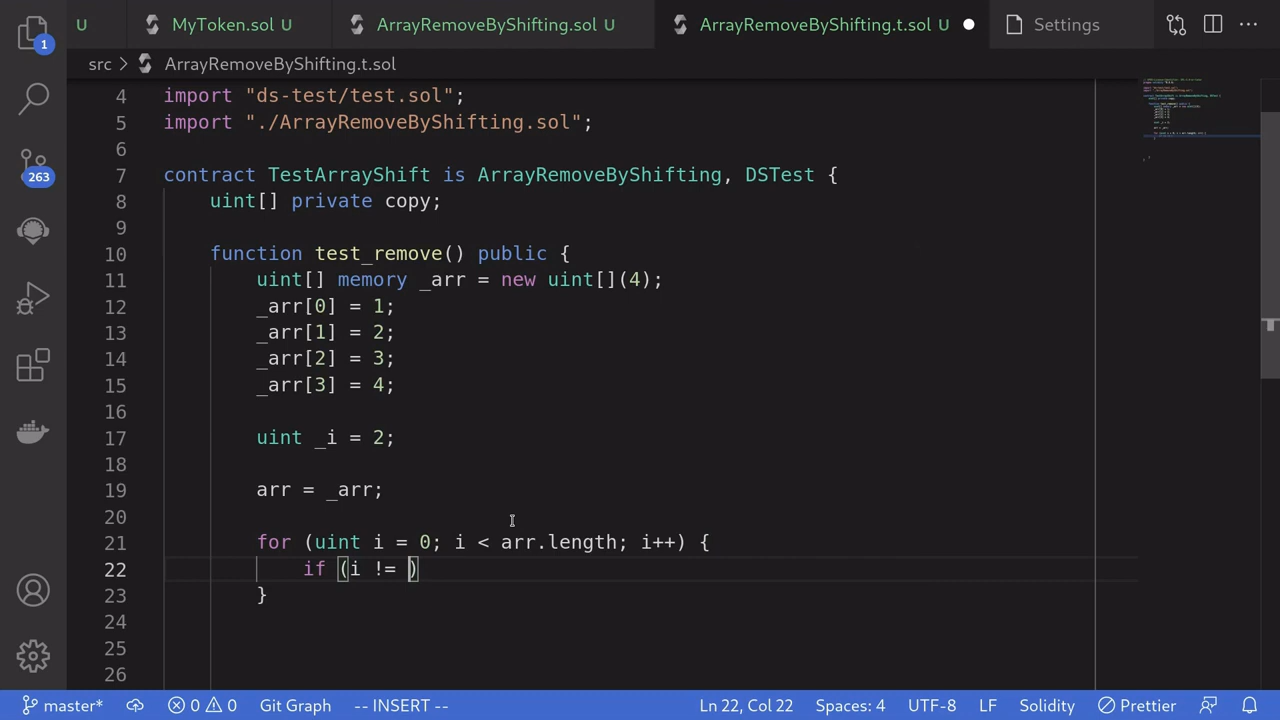 U MyToken.sol U ArrayRemoveByShifting.sol U ArrayRemoveByShifting.t.sol U Settings
1
src > ArrayRemoveByShifting.t.sol
4 import "ds-test/test.sol";
5 import "./ArrayRemoveByShifting.sol";
6
7 contract TestArrayShift is ArrayRemoveByShifting, DSTest {
263
8 uint[] private copy;
9
10 function test_remove() public {
11 uint[] memory _arr = new uint[](4);
12 _arr[0] = 1;
13 _arr[1] = 2;
14 _arr[2] = 3;
15 _arr[3] = 4;
16
17 uint _i = 2;
18
19 arr = _arr;
20
21 for (uint i = 0; i < arr.length; i++) {
22 if (i != )
23 }
24
25
26
master* 0 0 Git Graph -- INSERT -- Ln 22, Col 22 Spaces: 4 UTF-8 LF Solidity Prettier